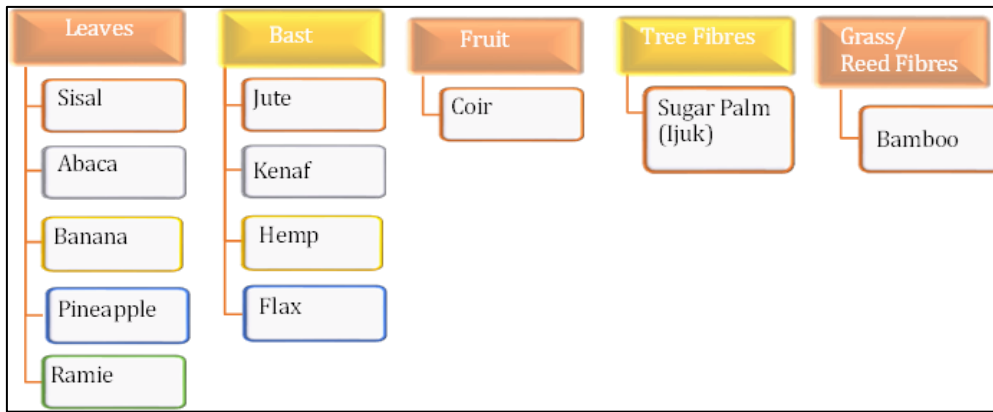 Leaves
Sisal
Abaca
Banana
Pineapple
Ramie
Bast
Jute
Kenaf
Hemp
Flax
Fruit
Coir
Tree Fibres
Sugar Palm
(Ijuk)
Grass/
Reed Fibres
Bamboo